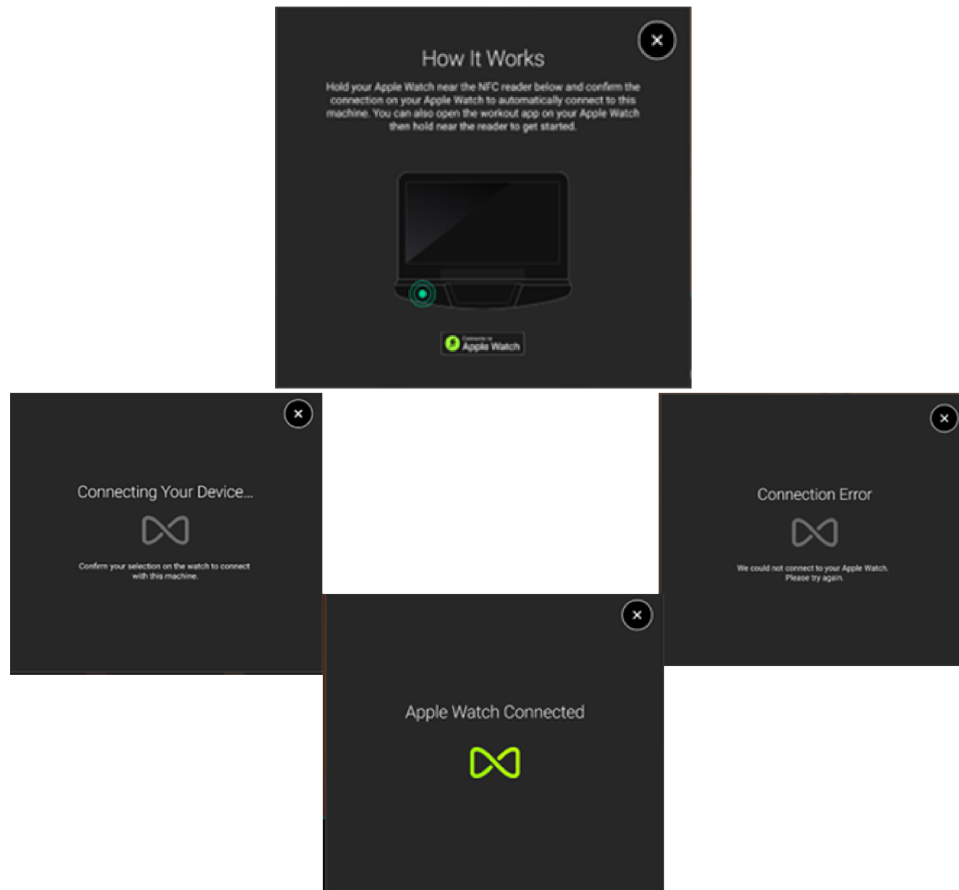 How It Works
Hold your Apple Watch near the NFC reader below and confirm the
connection on your Apple Watch to automatically connect to this
machine. You can also open the workout app on your Apple Watch
then hold near the reader to get started.
Connects to
Apple Watch
Connecting Your Device...
Confirm your selection on the watch to connect
with this machine.
Connection Error
We could not connect to your Apple Watch.
Please try again.
Apple Watch Connected